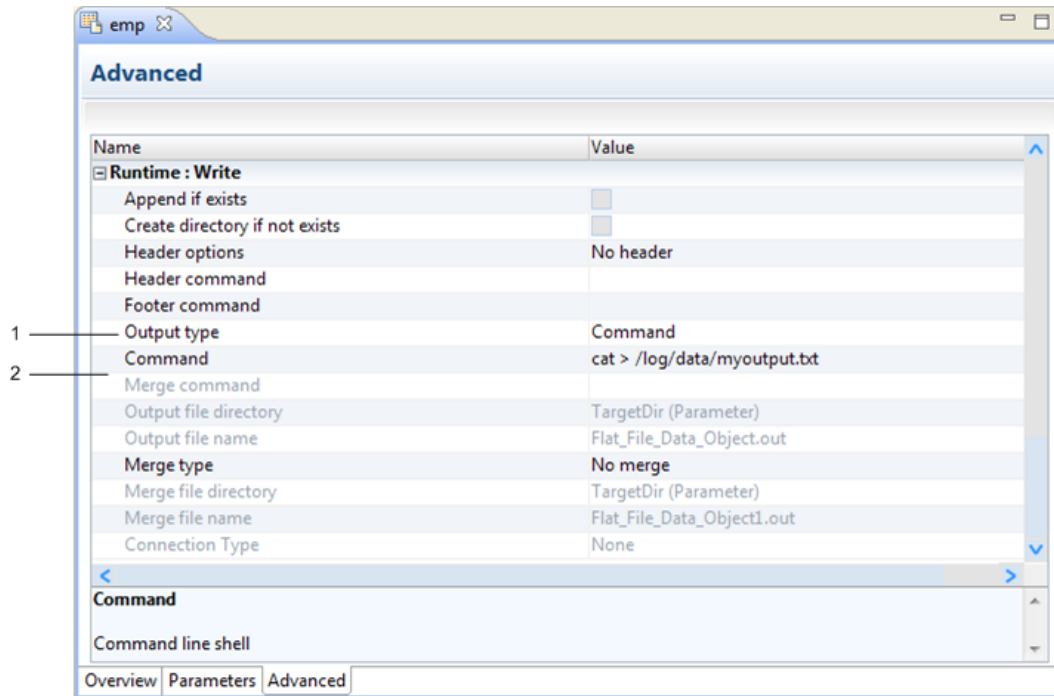 emp
Advanced
Name Value
Runtime : Write
Append if exists
Create directory if not exists
Header options No header
Header command
Footer command
1 Output type Command
Command cat > /log/data/myoutput.txt
2
Merge command
Output file directory TargetDir (Parameter)
Output file name Flat_File_Data_Object.out
Merge type No merge
Merge file directory TargetDir (Parameter)
Merge file name Flat_File_Data_Object1.out
Connection Type None
Command
Command line shell
Overview Parameters Advanced